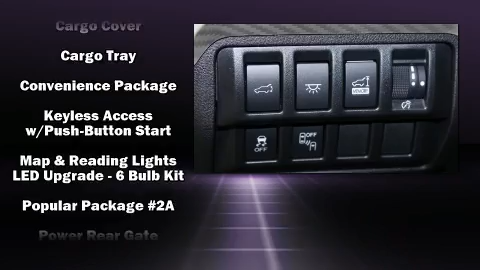 Cargo Cover
Cargo Tray
Convenience Package
Keyless Access
w/Push-Button Start
Map & Reading Lights
LED Upgrade - 6 Bulb Kit
Popular Package #2A
Power Rear Gate
OFF
OFF